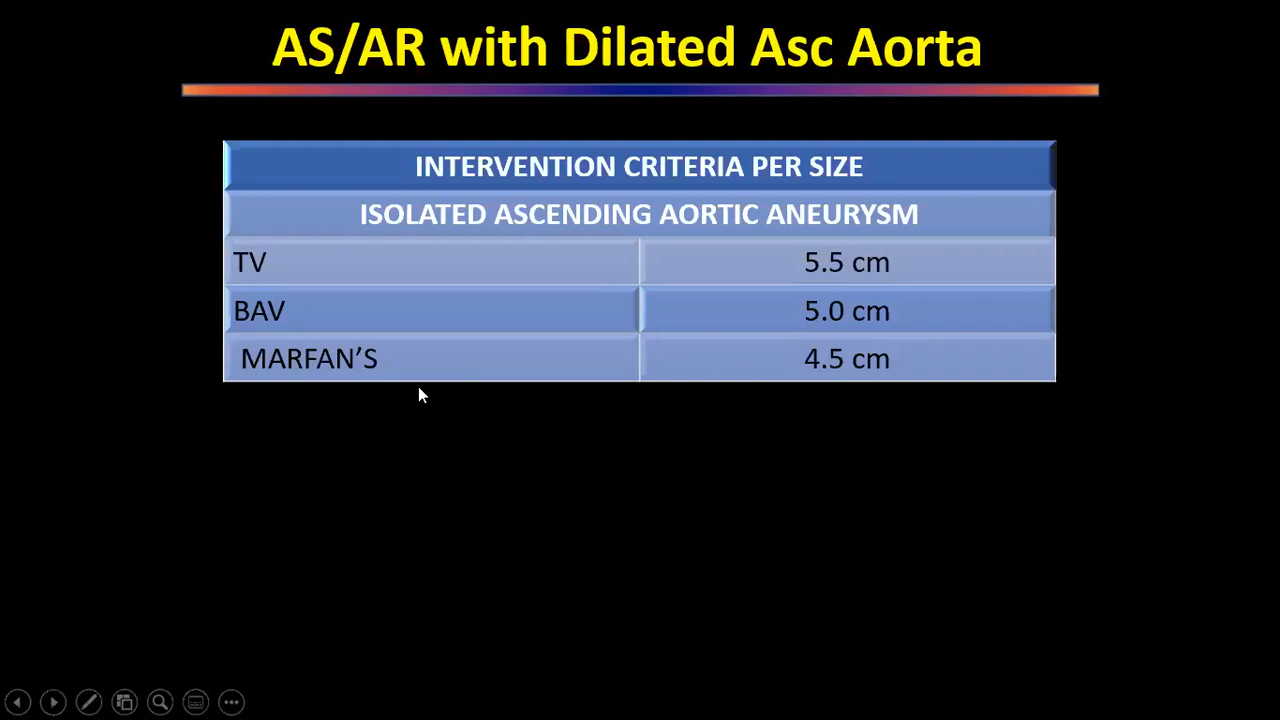 AS/AR with Dilated Asc Aorta
INTERVENTION CRITERIA PER SIZE
ISOLATED ASCENDING AORTIC ANEURYSM
TV 5.5 cm
BAV 5.0 cm
MARFAN’S 4.5 cm